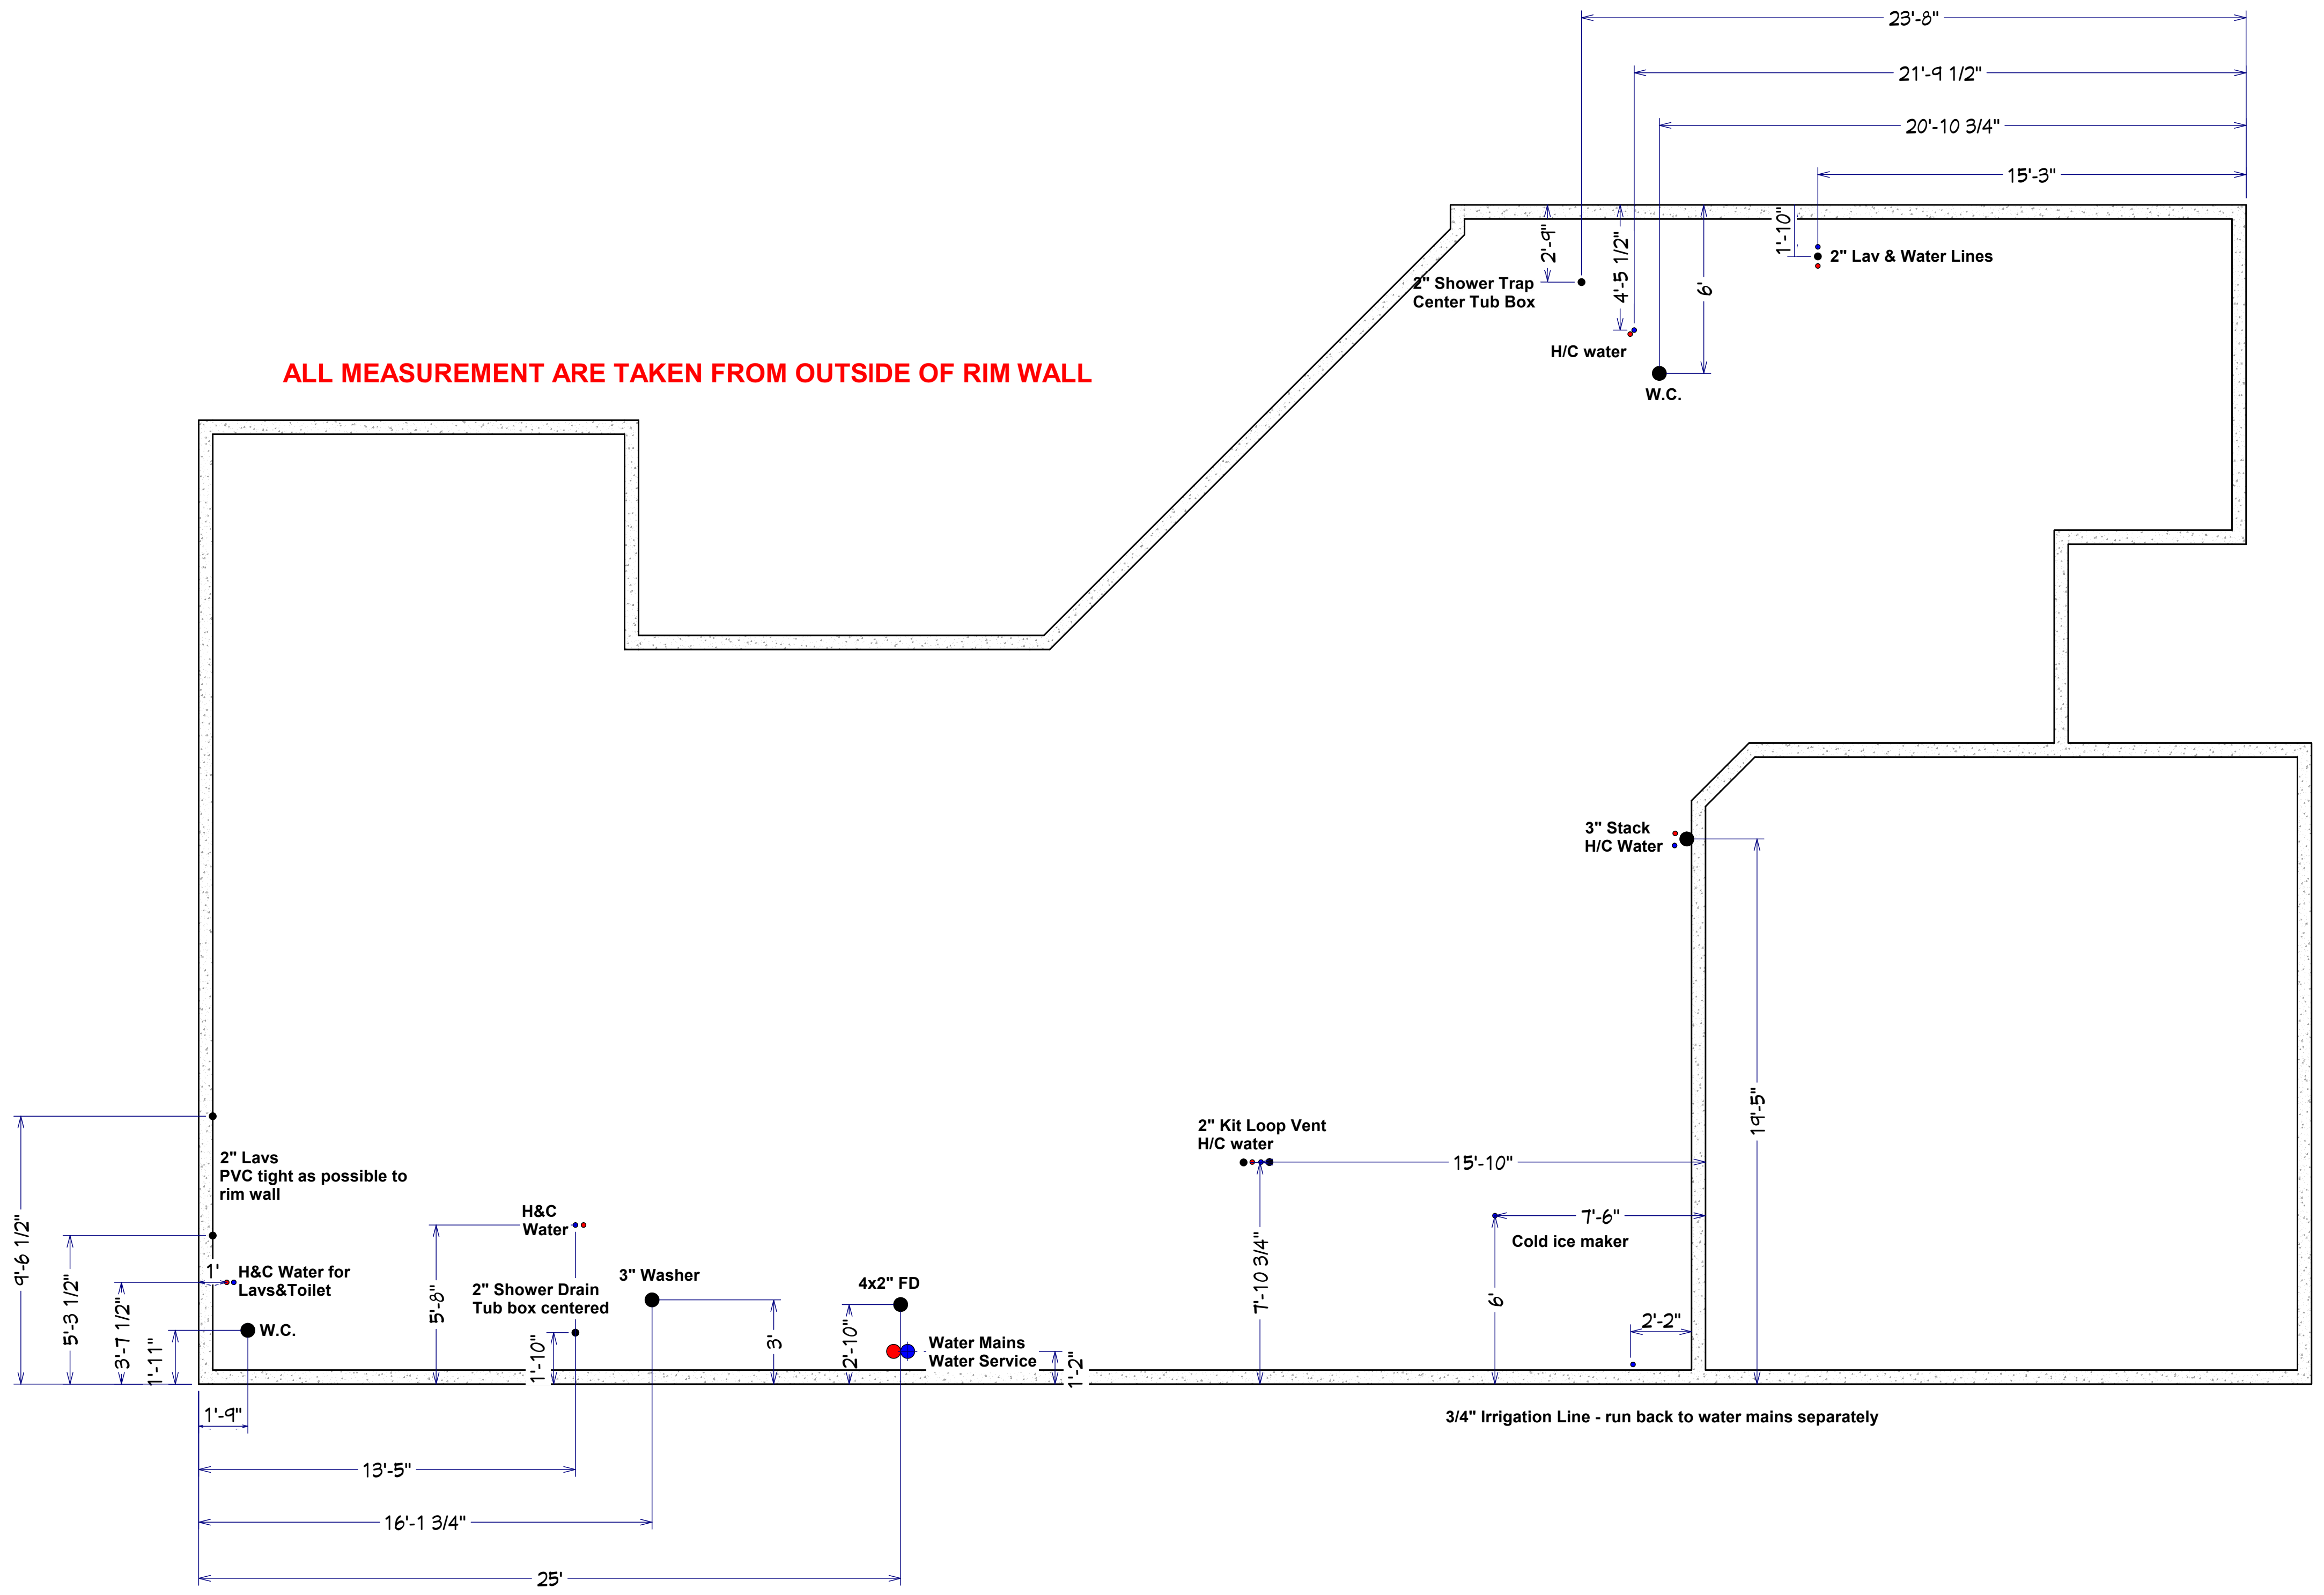 23'-8"
21'-9 1/2"
20'-10 3/4"
15'-3"
2'-9"
4'-5 1/2"
6'
1'-10"
2" Lav & Water Lines
2" Shower Trap
Center Tub Box
H/C water
W.C.
ALL MEASUREMENT ARE TAKEN FROM OUTSIDE OF RIM WALL
3" Stack
H/C Water
19'-5"
2" Kit Loop Vent
H/C water
15'-10"
7'-10 3/4"
7'-6"
Cold ice maker
6'
2'-2"
2" Lavs
PVC tight as possible to
rim wall
9'-6 1/2"
5'-3 1/2"
3'-7 1/2"
1'-11"
1'
H&C Water for
Lavs&Toilet
W.C.
H&C
Water
5'-8"
2" Shower Drain
Tub box centered
1'-10"
3" Washer
3'
4x2" FD
2'-10"
Water Mains
Water Service
1'-2"
3/4" Irrigation Line - run back to water mains separately
1'-9"
13'-5"
16'-1 3/4"
25'